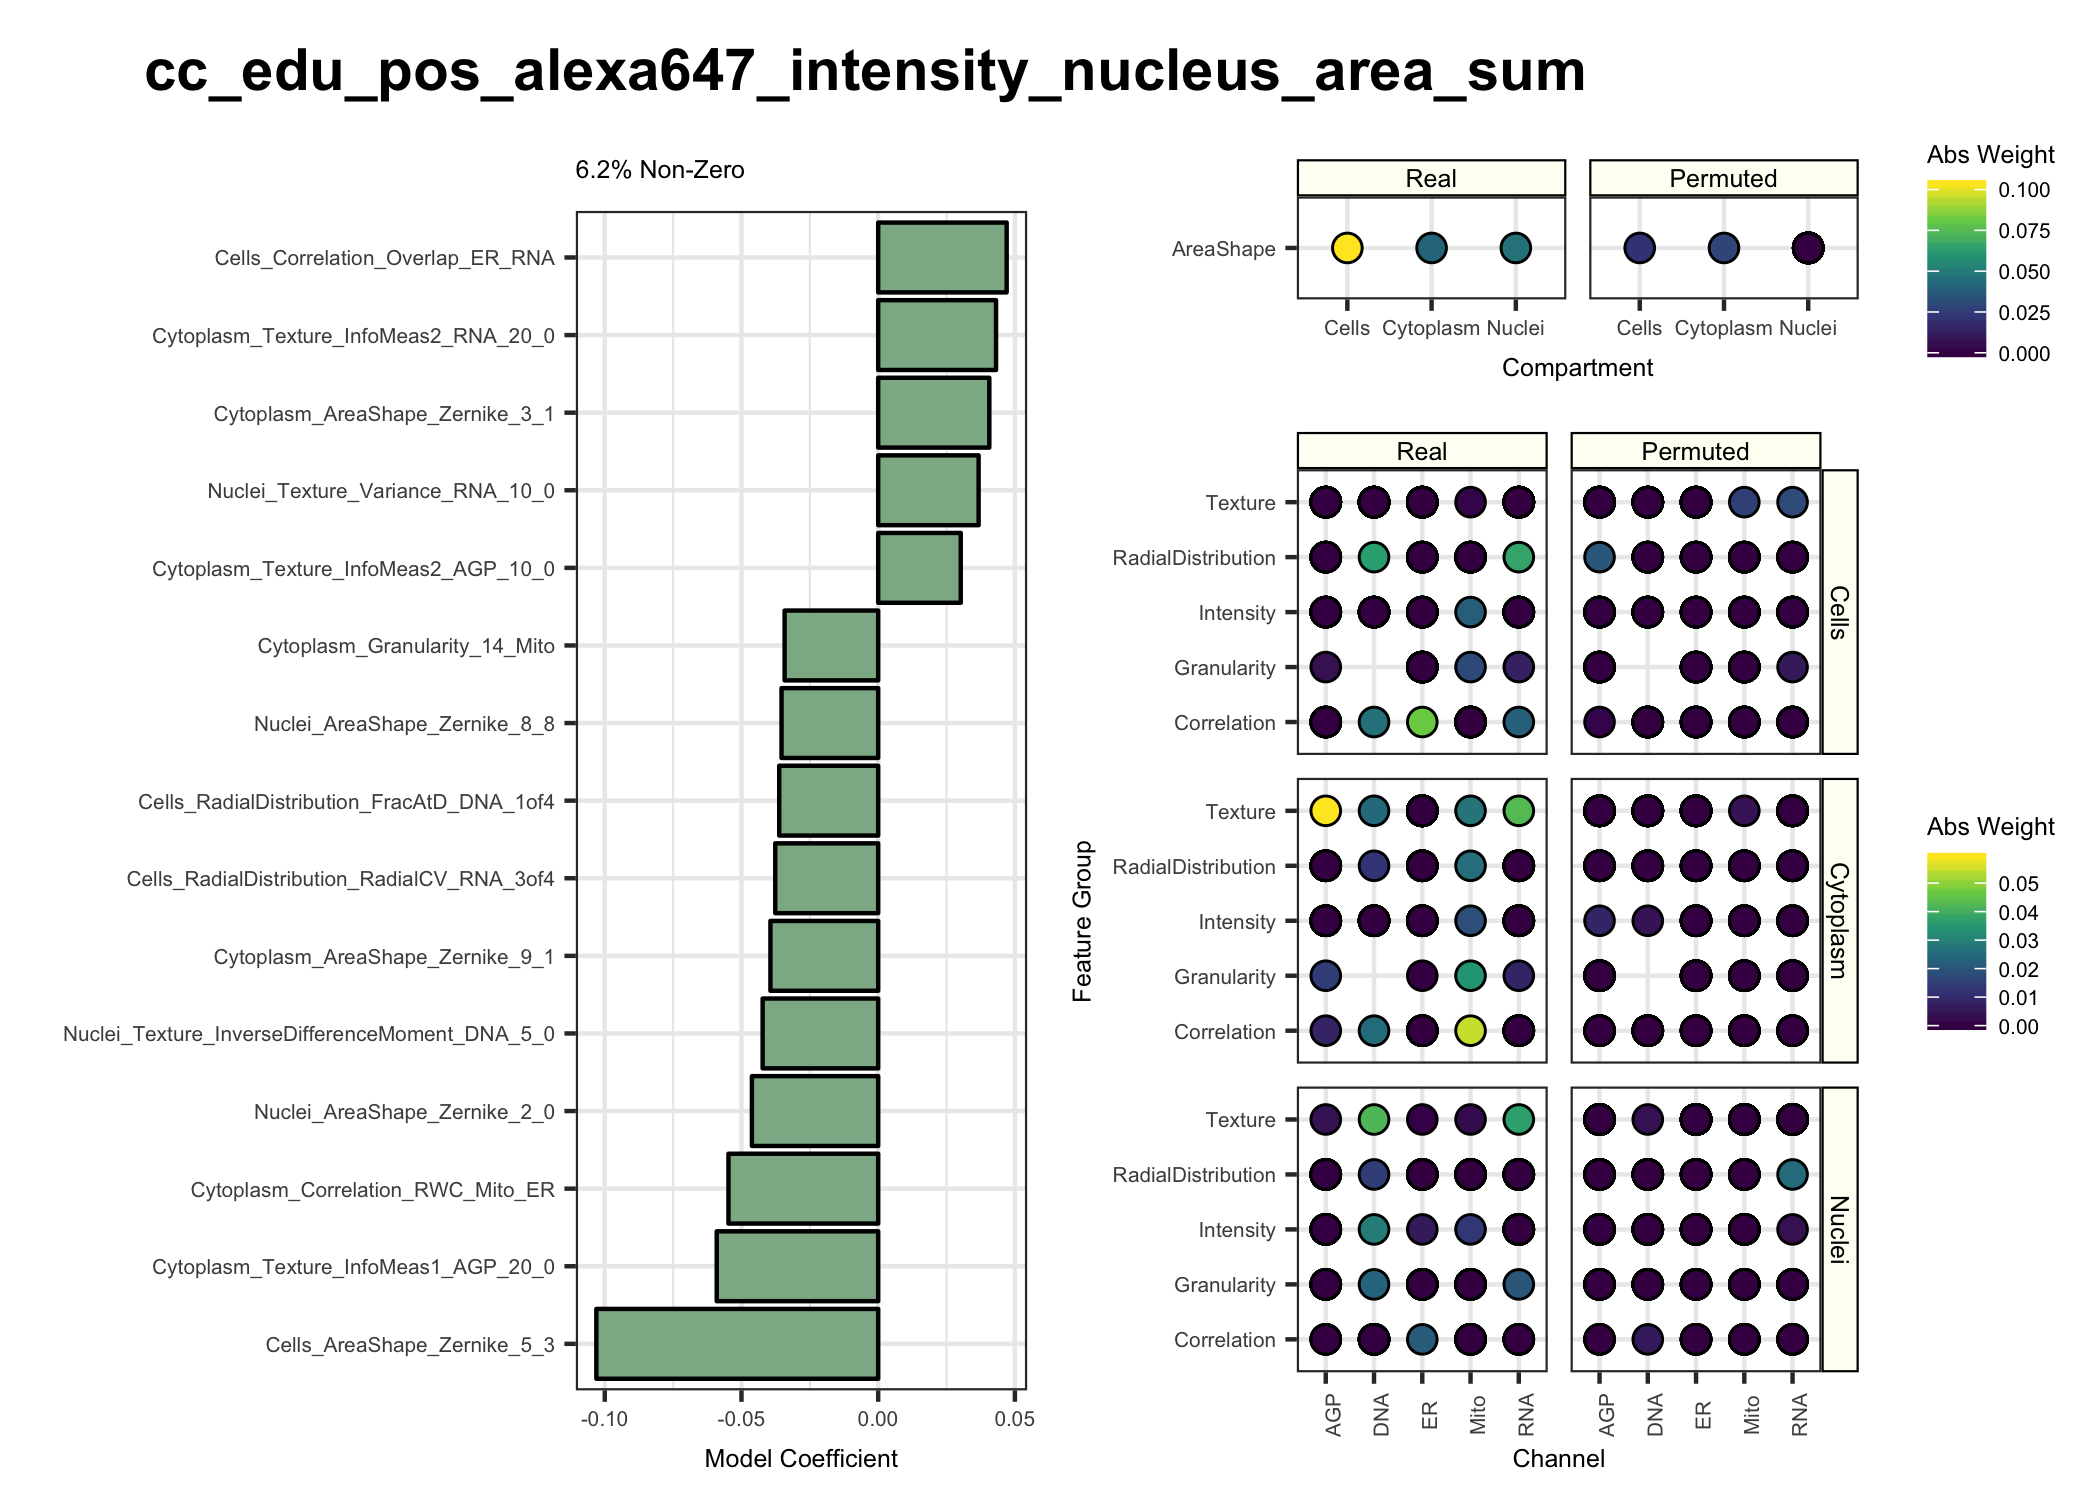 cc_edu_pos_alexa647_intensity_nucleus_area_sum
6.2% Non-Zero
Cells_Correlation_Overlap_ER_RNA
Cytoplasm_Texture_InfoMeas2_RNA_20_0
Cytoplasm_AreaShape_Zernike_3_1
Nuclei_Texture_Variance_RNA_10_0
Cytoplasm_Texture_InfoMeas2_AGP_10_0
Cytoplasm_Granularity_14_Mito
Nuclei_AreaShape_Zernike_8_8
Cells_RadialDistribution_FracAtD_DNA_1of4
Cells_RadialDistribution_RadialCV_RNA_3of4
Cytoplasm_AreaShape_Zernike_9_1
Nuclei_Texture_InverseDifferenceMoment_DNA_5_0
Nuclei_AreaShape_Zernike_2_0
Cytoplasm_Correlation_RWC_Mito_ER
Cytoplasm_Texture_InfoMeas1_AGP_20_0
Cells_AreaShape_Zernike_5_3
-0.10 -0.05 0.00 0.05
Model Coefficient
Real Permuted
AreaShape
Cells Cytoplasm Nuclei Cells Cytoplasm Nuclei
Compartment
Abs Weight
0.100
0.075
0.050
0.025
0.000
Real Permuted
Feature Group
Texture
RadialDistribution
Intensity
Granularity
Correlation
Cells
Texture
RadialDistribution
Intensity
Granularity
Correlation
Cytoplasm
Texture
RadialDistribution
Intensity
Granularity
Correlation
Nuclei
AGP DNA ER Mito RNA AGP DNA ER Mito RNA
Channel
Abs Weight
0.05
0.04
0.03
0.02
0.01
0.00